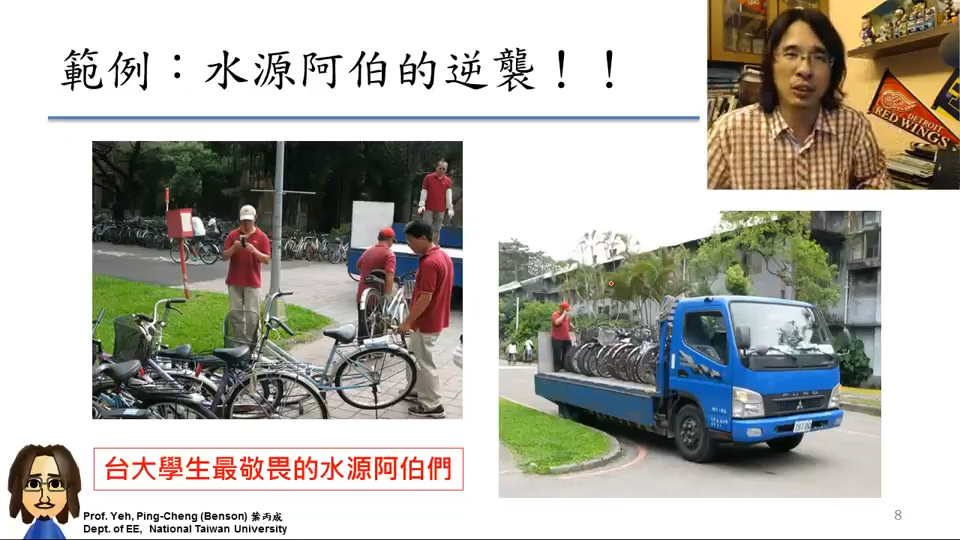 範例：水源阿伯的逆襲！！
DETROIT
RED WINGS
台大學生最敬畏的水源阿伯們
Prof. Yeh, Ping-Cheng (Benson) 葉丙成
Dept. of EE, National Taiwan University
8